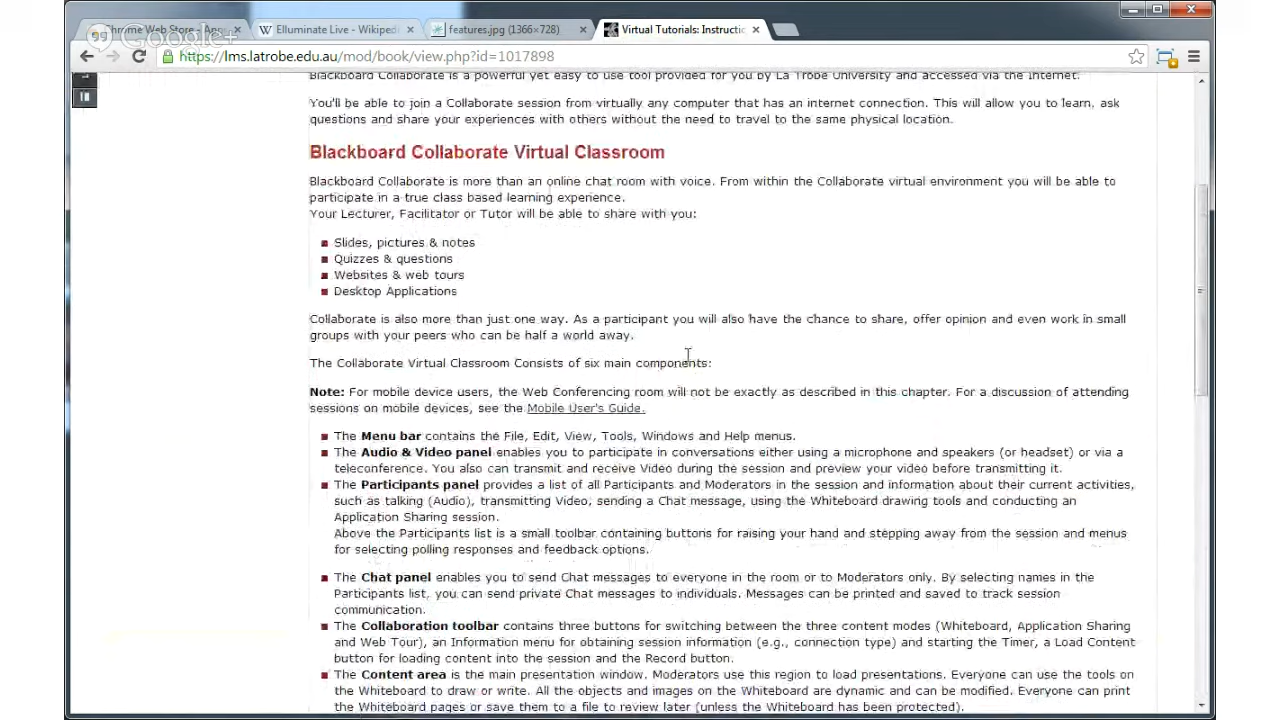 Chrome Web Store - App
Elluminate Live - Wikiped
features.jpg (1366×728)
Virtual Tutorials: Instructi
Google+
https://lms.latrobe.edu.au/mod/book/view.php?id=1017898
Blackboard Collaborate is a powerful yet easy to use tool provided for you by La Trobe University and accessed via the Internet.
You'll be able to join a Collaborate session from virtually any computer that has an internet connection. This will allow you to learn, ask
questions and share your experiences with others without the need to travel to the same physical location.
Blackboard Collaborate Virtual Classroom
Blackboard Collaborate is more than an online chat room with voice. From within the Collaborate virtual environment you will be able to
participate in a true class based learning experience.
Your Lecturer, Facilitator or Tutor will be able to share with you:
Slides, pictures & notes
Quizzes & questions
Websites & web tours
Desktop Applications
Collaborate is also more than just one way. As a participant you will also have the chance to share, offer opinion and even work in small
groups with your peers who can be half a world away.
The Collaborate Virtual Classroom Consists of six main components:
Note: For mobile device users, the Web Conferencing room will not be exactly as described in this chapter. For a discussion of attending
sessions on mobile devices, see the Mobile User's Guide.
The Menu bar contains the File, Edit, View, Tools, Windows and Help menus.
The Audio & Video panel enables you to participate in conversations either using a microphone and speakers (or headset) or via a
teleconference. You also can transmit and receive Video during the session and preview your video before transmitting it.
The Participants panel provides a list of all Participants and Moderators in the session and information about their current activities,
such as talking (Audio), transmitting Video, sending a Chat message, using the Whiteboard drawing tools and conducting an
Application Sharing session.
Above the Participants list is a small toolbar containing buttons for raising your hand and stepping away from the session and menus
for selecting polling responses and feedback options.
The Chat panel enables you to send Chat messages to everyone in the room or to Moderators only. By selecting names in the
Participants list, you can send private Chat messages to individuals. Messages can be printed and saved to track session
communication.
The Collaboration toolbar contains three buttons for switching between the three content modes (Whiteboard, Application Sharing
and Web Tour), an Information menu for obtaining session information (e.g., connection type) and starting the Timer, a Load Content
button for loading content into the session and the Record button.
The Content area is the main presentation window. Moderators use this region to load presentations. Everyone can use the tools on
the Whiteboard to draw or write. All the objects and images on the Whiteboard are dynamic and can be modified. Everyone can print
the Whiteboard pages or save them to a file to review later (unless the Whiteboard has been protected).